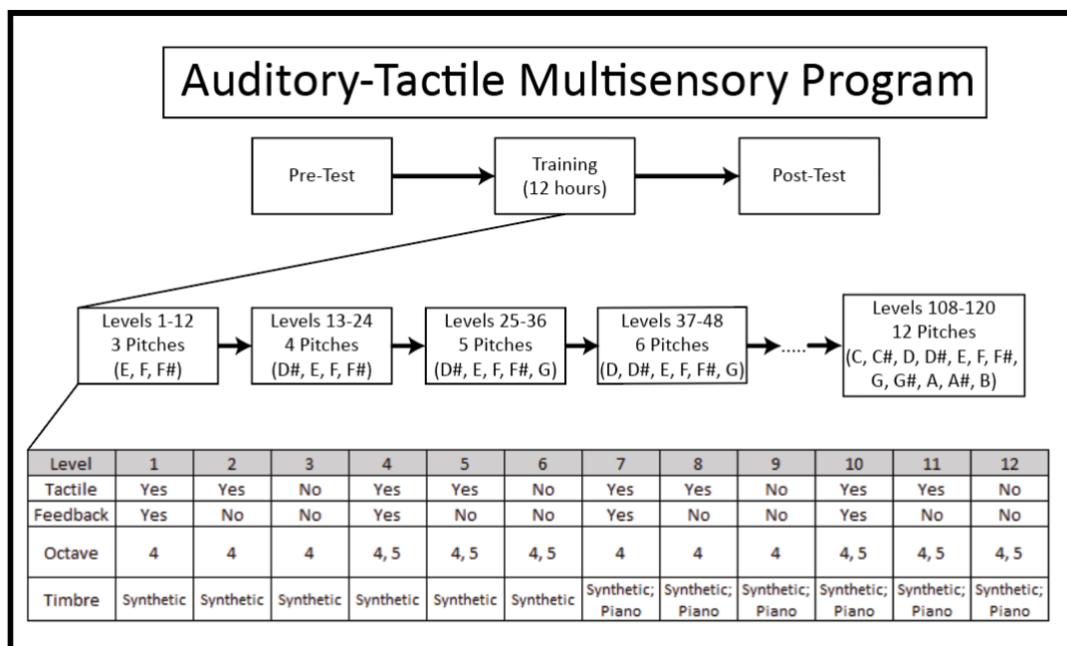 Auditory-Tactile Multisensory Program
Pre-Test
Training
(12 hours)
Post-Test
Levels 1-12
3 Pitches
(E, F, F#)
Levels 13-24
4 Pitches
(D#, E, F, F#)
Levels 25-36
5 Pitches
(D#, E, F, F#, G)
Levels 37-48
6 Pitches
(D, D#, E, F, F#, G)
.....
Levels 108-120
12 Pitches
(C, C#, D, D#, E, F, F#,
G, G#, A, A#, B)
Level 1 2 3 4 5 6 7 8 9 10 11 12
Tactile Yes Yes No Yes Yes No Yes Yes No Yes Yes No
Feedback Yes No No Yes No No Yes No No Yes No No
Octave 4 4 4 4, 5 4, 5 4, 5 4 4 4 4, 5 4, 5 4, 5
Timbre Synthetic Synthetic Synthetic Synthetic Synthetic Synthetic Synthetic; Synthetic; Synthetic; Synthetic; Synthetic; Synthetic;
Piano Piano Piano Piano Piano Piano